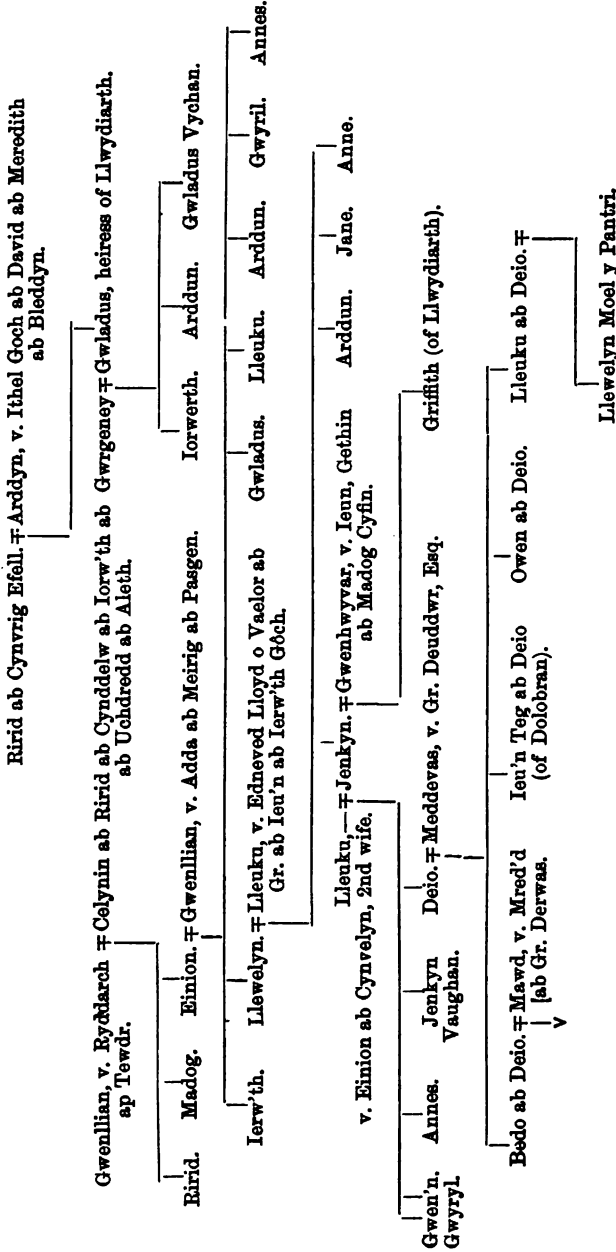 Ririd ab Cynvrig Efell. ∓ Arddyn, v. Ithel Goch ab David ab Meredith
ab Bleddyn.
Gwenllian, v. Ryddarch ∓ Celynin ab Ririd ab Cynddelw ab Iorw'th ab Gwrgeney ∓ Gwladus, heiress of Llwydiarth.
ap Tewdr. ab Uchdredd ab Aleth.
Ririd. Madog. Einion. ∓ Gwenllian, v. Adda ab Meirig ab Pasgen. Iorwerth. Arddun. Gwladus Vychan.
Ierw'th. Llewelyn. ∓ Lleuku, v. Edneved Lloyd o Vaelor ab Gwladus. Lleuku. Arddun. Gwyril. Annes.
Gr. ab Ieu'n ab Ierw'th Gôch.
Lleuku, — ∓ Jenkyn. ∓ Gwenhwyvar, v. Ieun, Gethin Arddun. Jane. Anne.
v. Einion ab Cynvelyn, 2nd wife. ab Madog Cyfin.
Gwen'n. Annes. Jenkyn Deio. ∓ Meddevas, v. Gr. Deuddwr, Esq. Griffith (of Llwydiarth).
Gwyryl. Vaughan.
Bedo ab Deio. ∓ Mawd, v. Mred'd Ieu'n Teg ab Deio Owen ab Deio. Lleuku ab Deio. ∓
[ab Gr. Derwas. (of Dolobran).
V
Llewelyn Moel y Pantri.